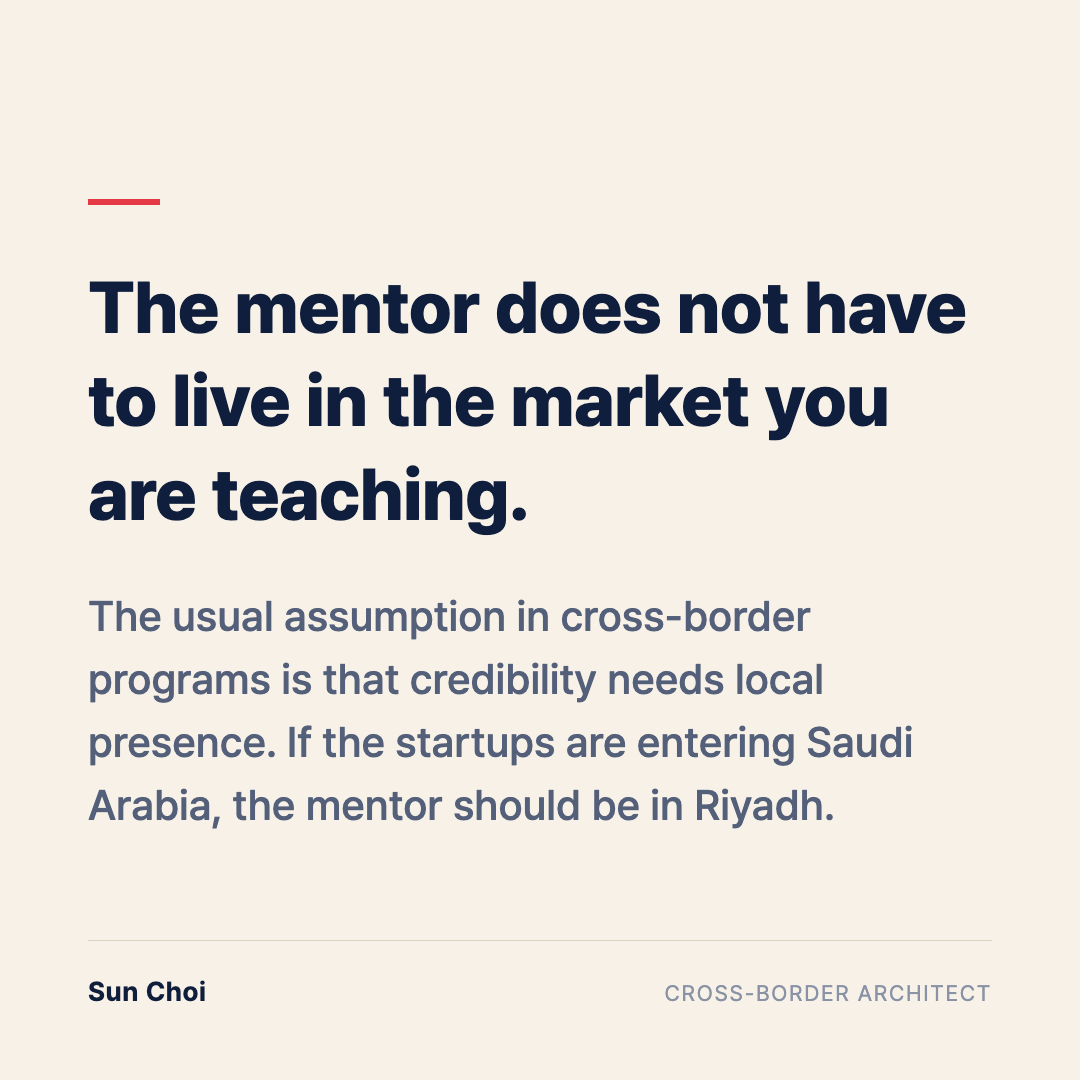 The mentor does not have
to live in the market you
are teaching.
The usual assumption in cross-border
programs is that credibility needs local
presence. If the startups are entering Saudi
Arabia, the mentor should be in Riyadh.
Sun Choi
CROSS-BORDER ARCHITECT